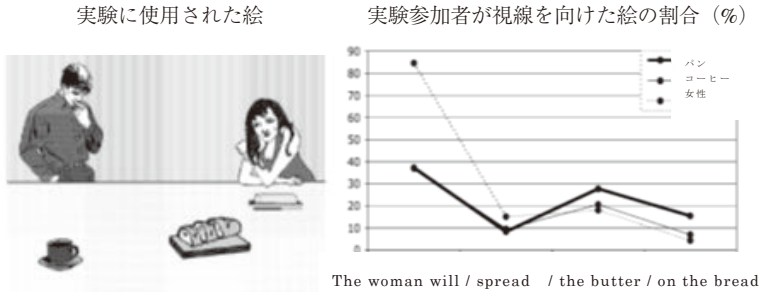 実験に使用された絵
実験参加者が視線を向けた絵の割合（%）
90
80
70
60
50
40
30
20
10
0
パン
コーヒー
女性
The woman will / spread / the butter / on the bread